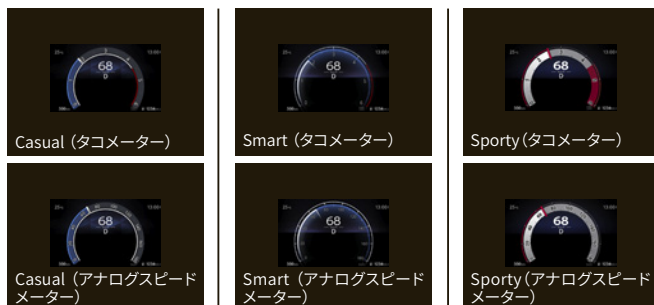 68
D
Casual（タコメーター）
68
D
Smart（タコメーター）
68
D
Sporty（タコメーター）
68
D
Casual（アナログスピード
メーター）
68
D
Smart（アナログスピード
メーター）
68
D
Sporty（アナログスピード
メーター）